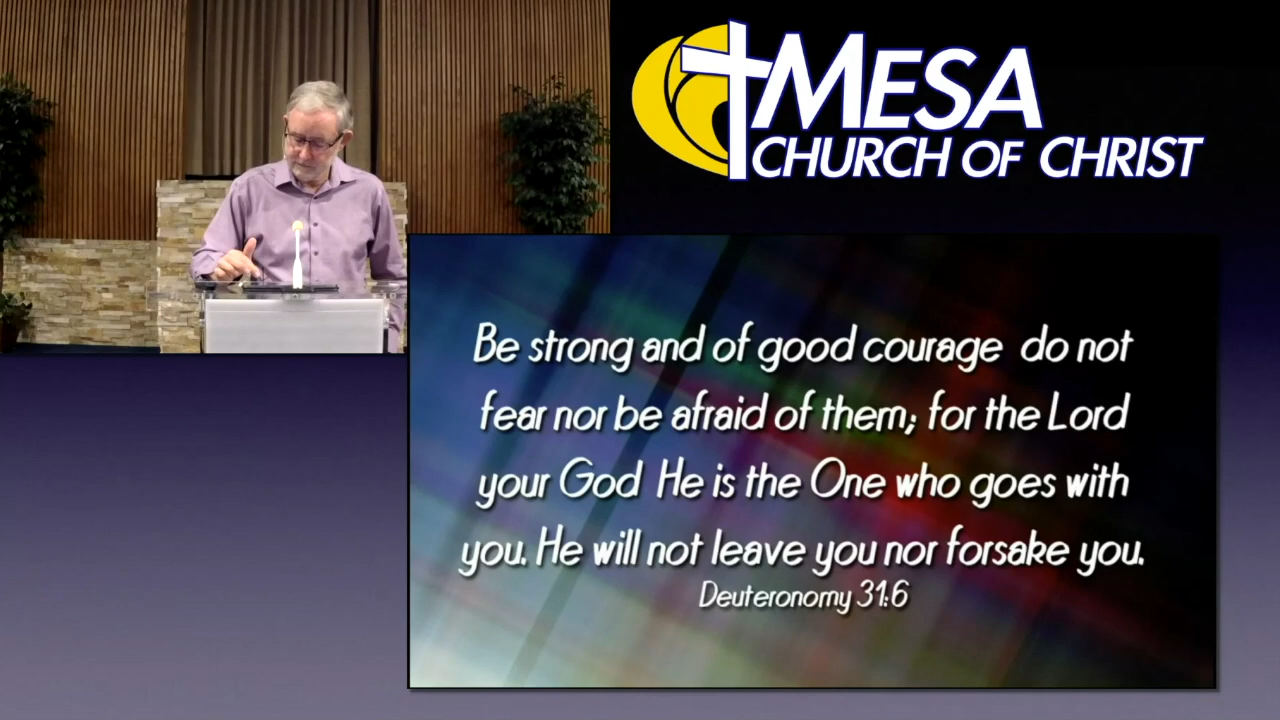 MESA
CHURCH OF CHRIST
Be strong and of good courage do not
fear nor be afraid of them; for the Lord
your God He is the One who goes with
you. He will not leave you nor forsake you.
Deuteronomy 31:6